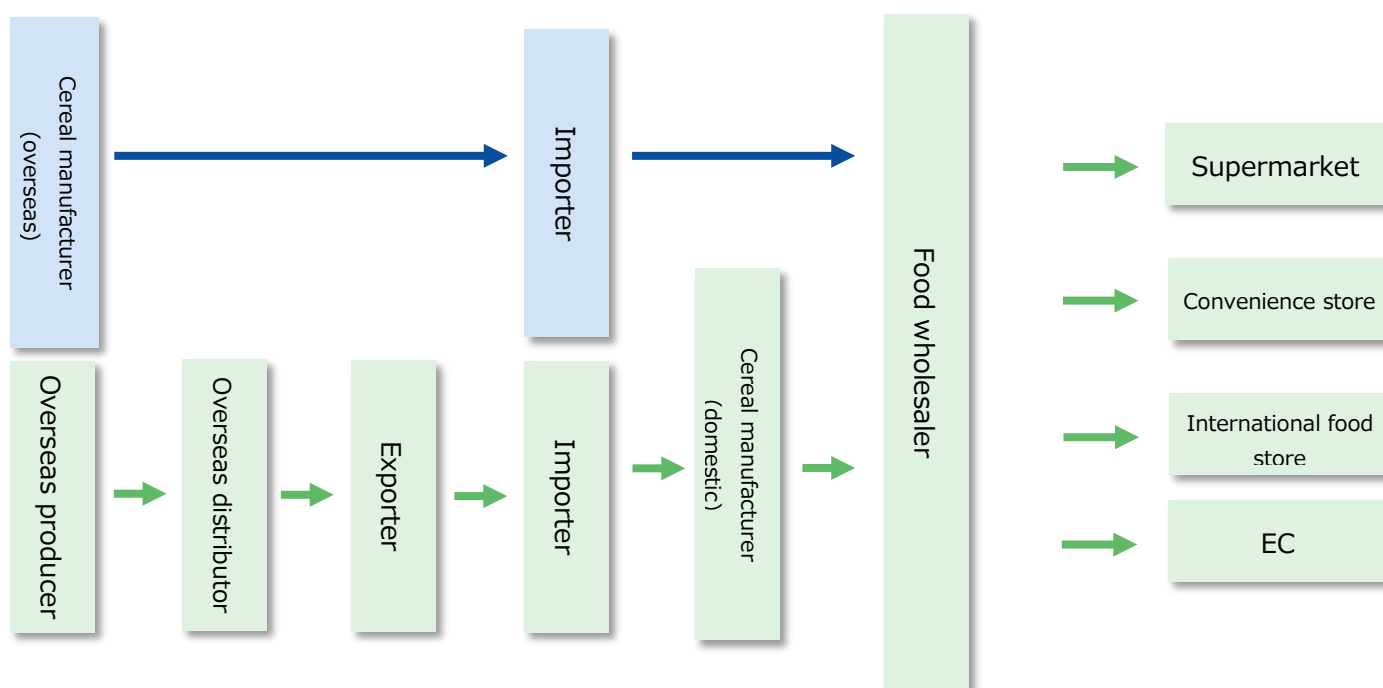 Cereal manufacturer
(overseas)
Importer
Food wholesaler
Supermarket
Convenience store
International food
store
EC
Overseas producer
Overseas distributor
Exporter
Importer
Cereal manufacturer
(domestic)